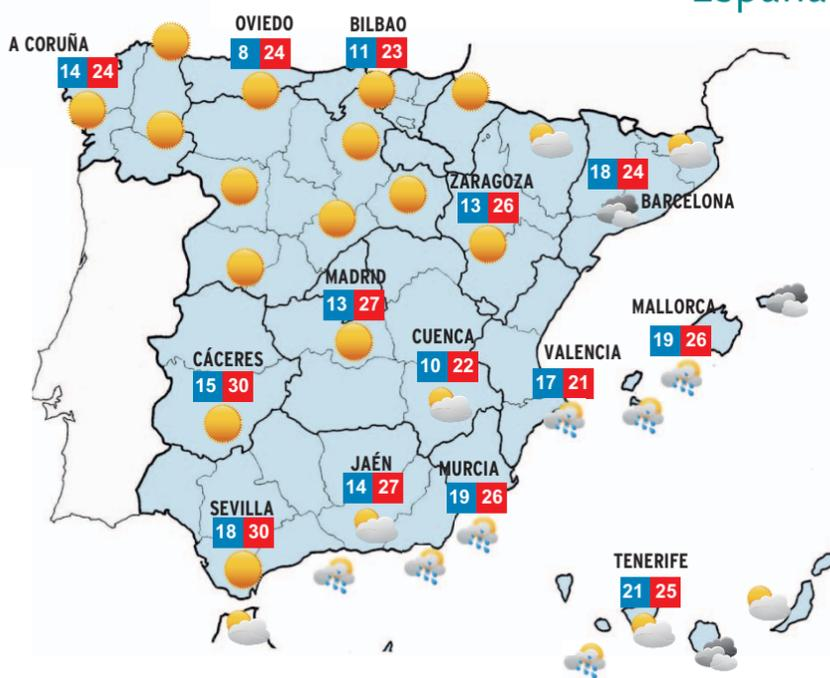 España
OVIEDO
8 24
BILBAO
11 23
A CORUÑA
14 24
ZARAGOZA
13 26
18 24
BARCELONA
MADRID
13 27
MALLORCA
19 26
CUENCA
10 22
VALENCIA
17 21
CÁCERES
15 30
JAÉN
14 27
MURCIA
19 26
SEVILLA
18 30
TENERIFE
21 25